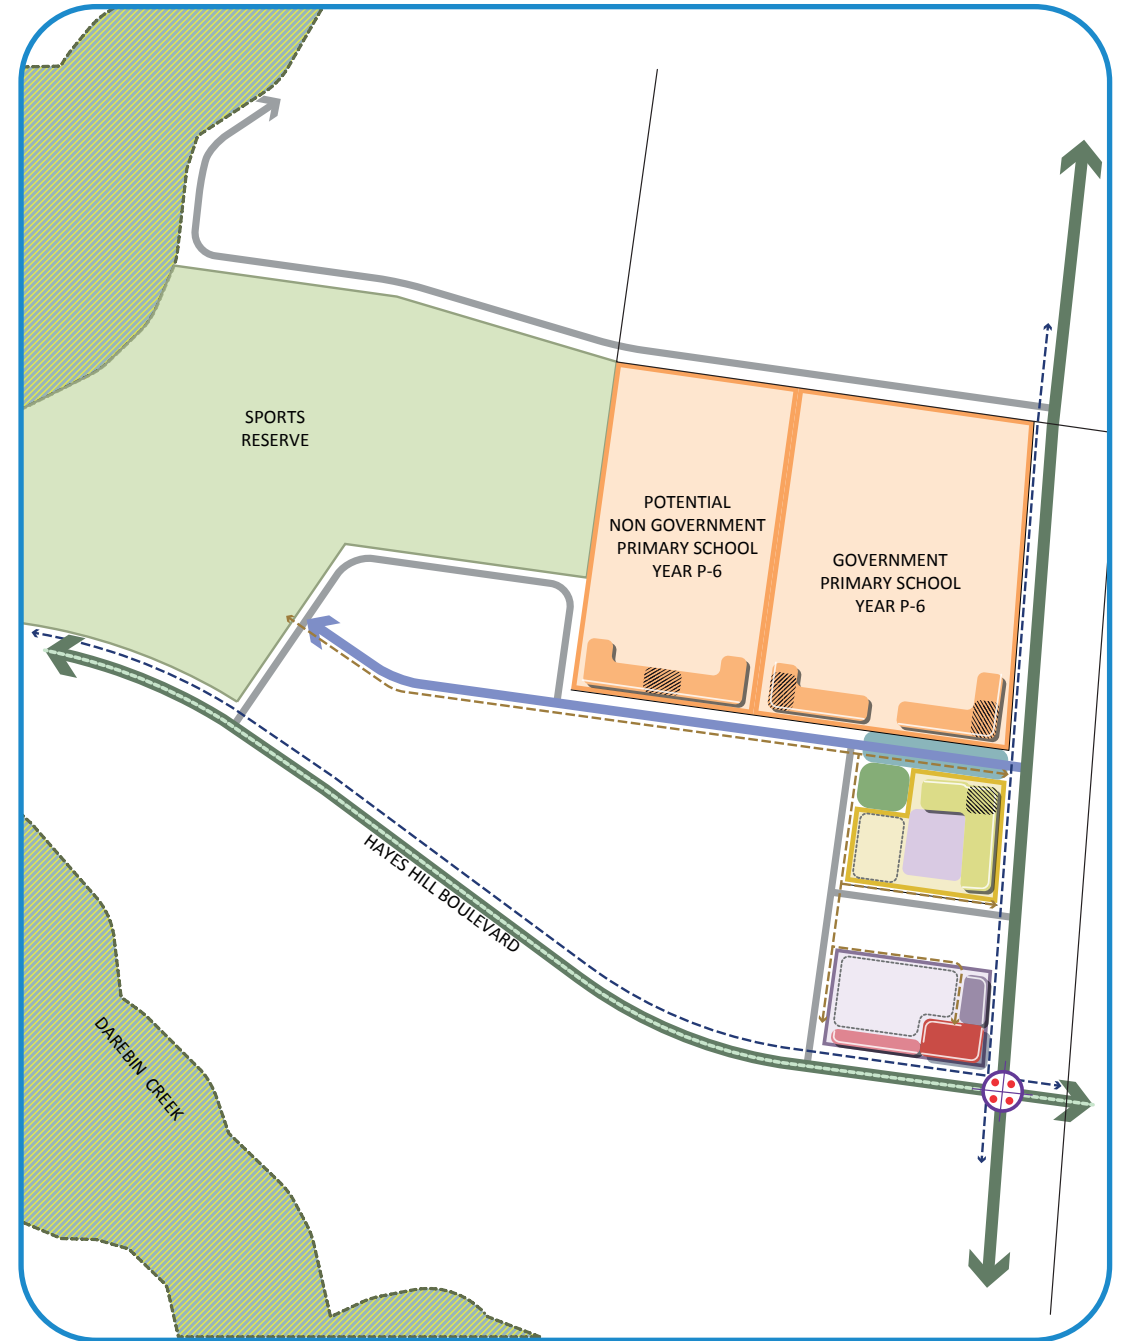 SPORTS
RESERVE
POTENTIAL
NON GOVERNMENT
PRIMARY SCHOOL
YEAR P-6
GOVERNMENT
PRIMARY SCHOOL
YEAR P-6
HAYES HILL BOULEVARD
DAREBIN CREEK